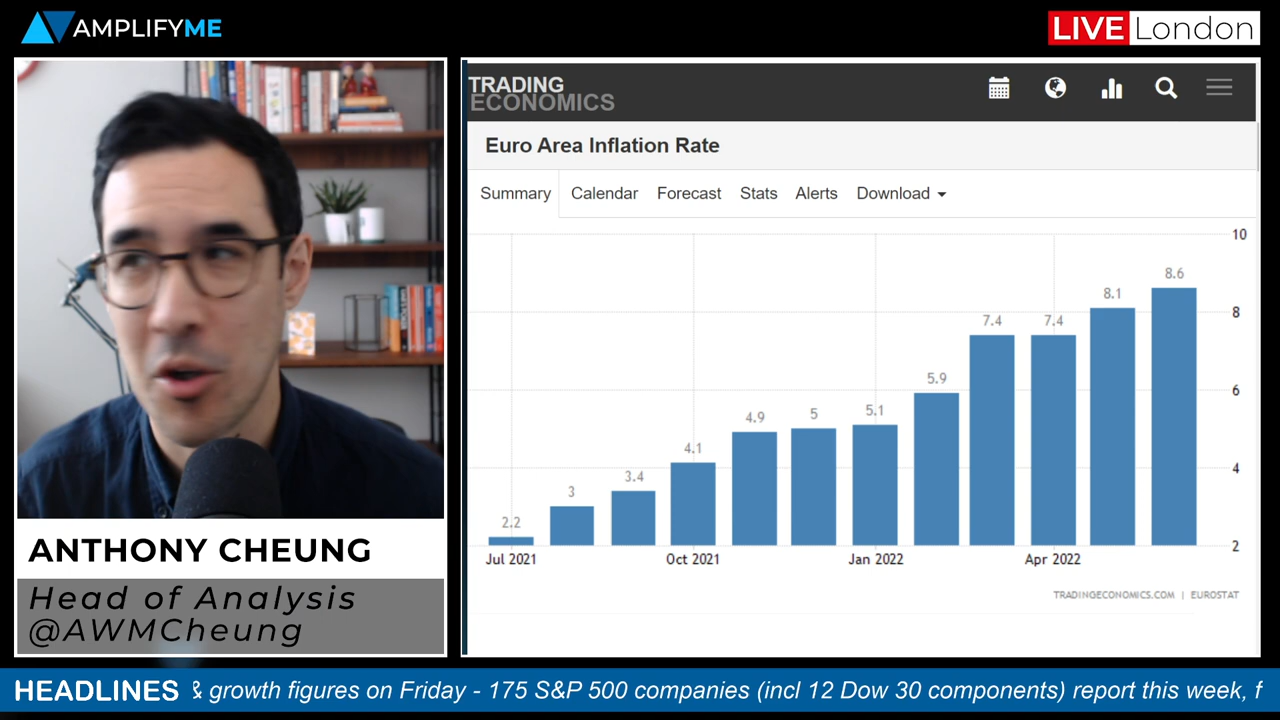 AMPLIFYME
LIVE London
TRADING
ECONOMICS
Euro Area Inflation Rate
Summary Calendar Forecast Stats Alerts Download
10
8
6
4
2
2.2
3
3.4
4.1
4.9
5
5.1
5.9
7.4
7.4
8.1
8.6
Jul 2021 Oct 2021 Jan 2022 Apr 2022
TRADINGECONOMICS.COM | EUROSTAT
ANTHONY CHEUNG
Head of Analysis
@AWMCheung
HEADLINES & growth figures on Friday - 175 S&P 500 companies (incl 12 Dow 30 components) report this week, f